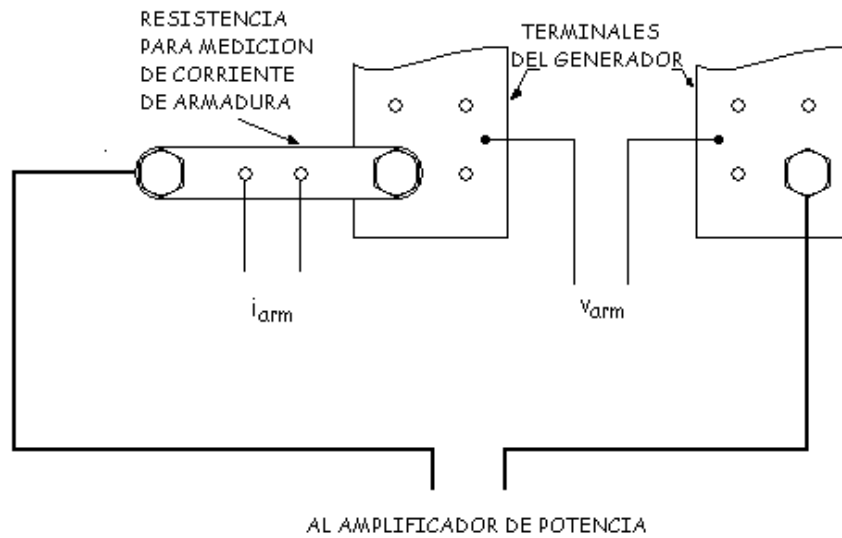 RESISTENCIA
PARA MEDICION
DE CORRIENTE
DE ARMADURA
TERMINALES
DEL GENERADOR
iarm
varm
AL AMPLIFICADOR DE POTENCIA